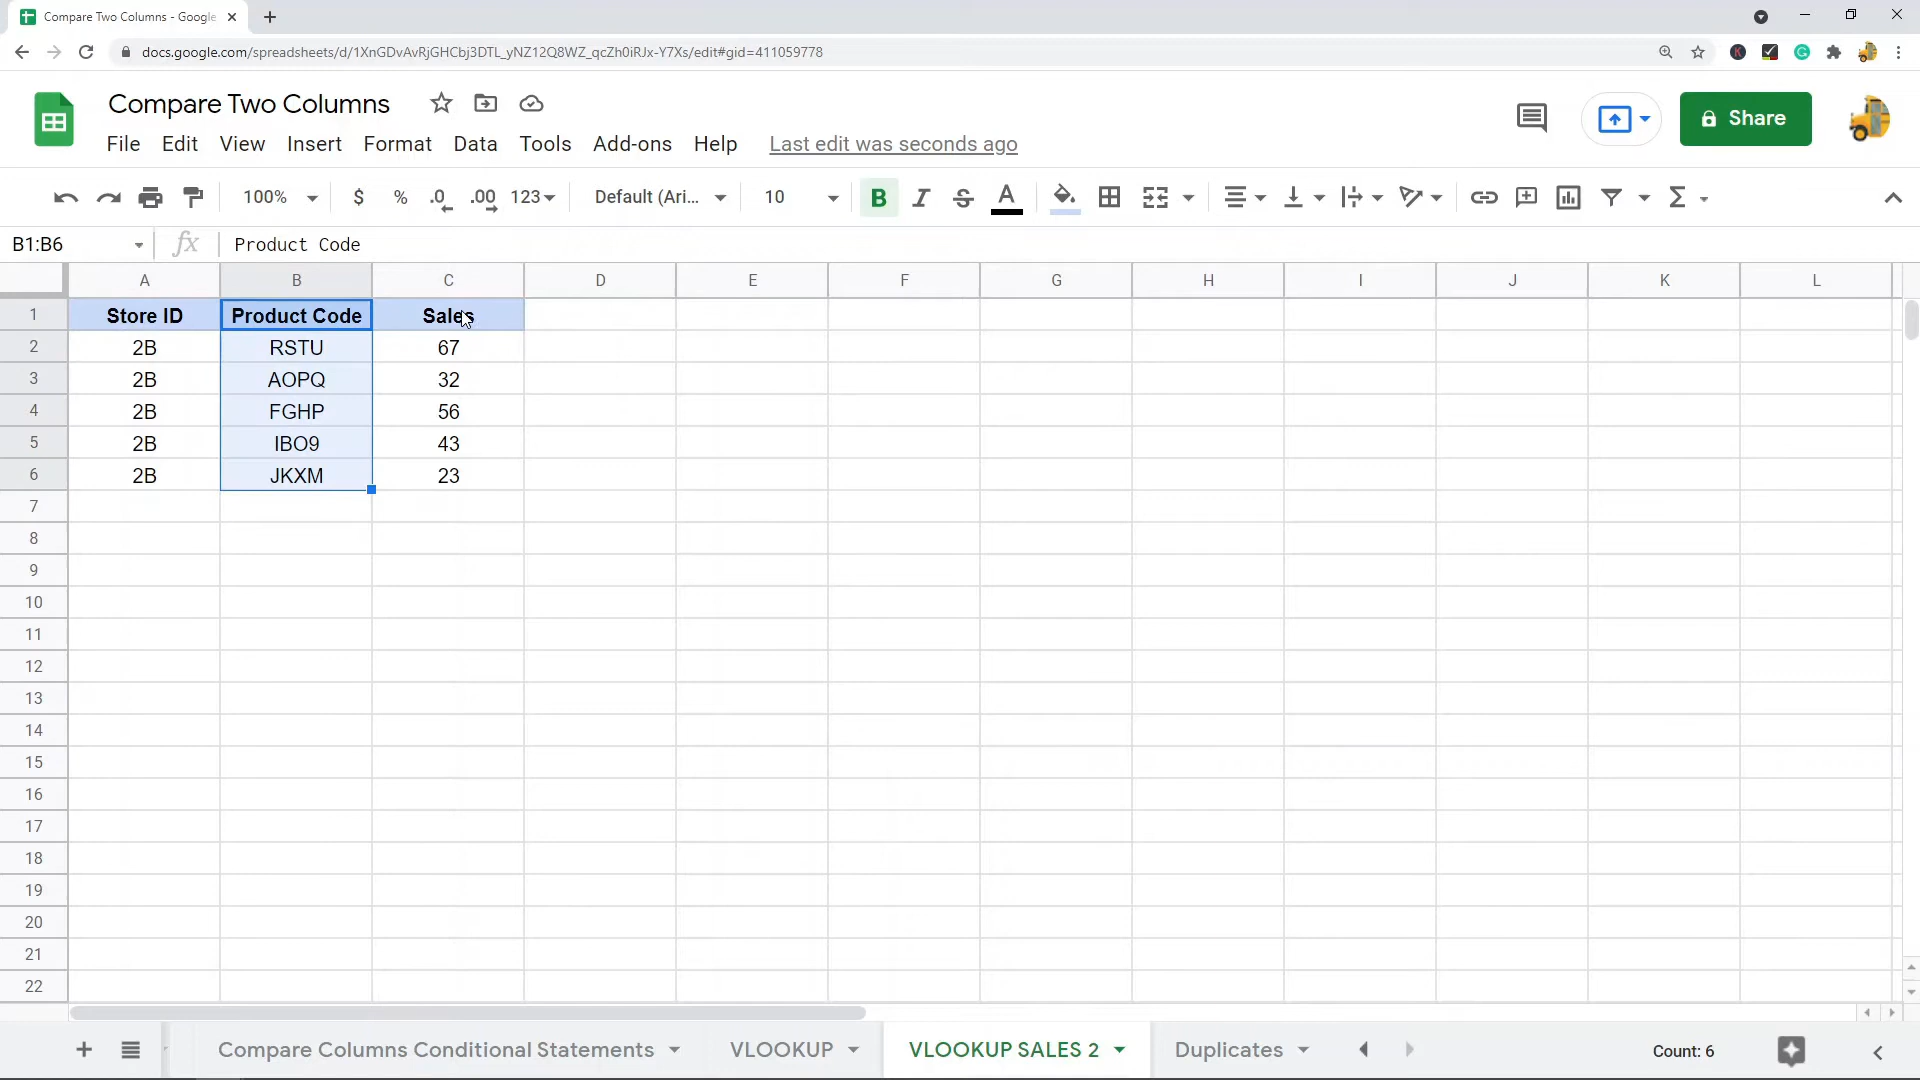 Compare Two Columns - Google
docs.google.com/spreadsheets/d/1XnGDvAvRjGHCbj3DTL_yNZ12Q8WZ_qcZh0iRJx-Y7Xs/edit#gid=411059778
Compare Two Columns
Share
File Edit View Insert Format Data Tools Add-ons Help Last edit was seconds ago
100% $ % .0 .00 123 Default (Ari... 10 B I S A
B1:B6 fx Product Code
A B C D E F G H I J K L
1 Store ID Product Code Sales
2 2B RSTU 67
3 2B AOPQ 32
4 2B FGHP 56
5 2B IBO9 43
6 2B JKXM 23
7
8
9
10
11
12
13
14
15
16
17
18
19
20
21
22
Compare Columns Conditional Statements VLOOKUP VLOOKUP SALES 2 Duplicates Count: 6